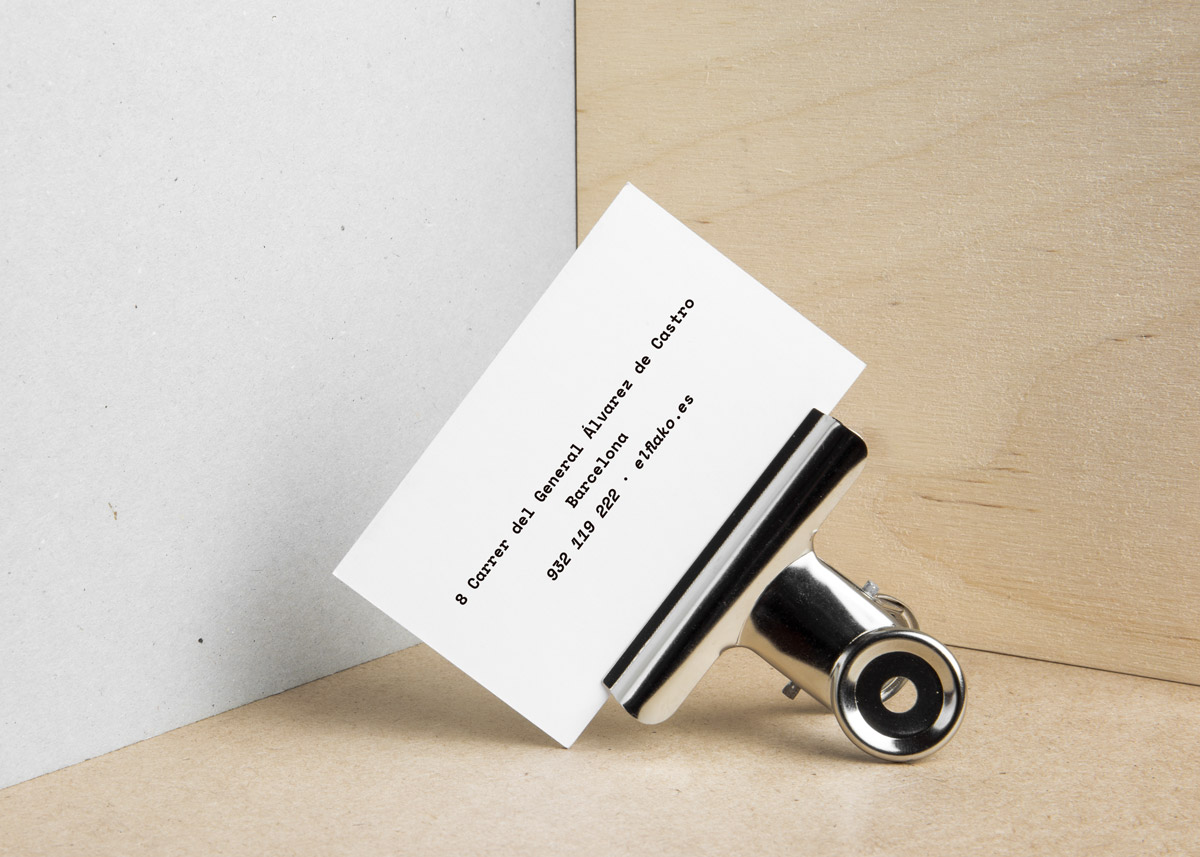 8 Carrer del General Álvarez de Castro
Barcelona
932 119 222 · elflako.es